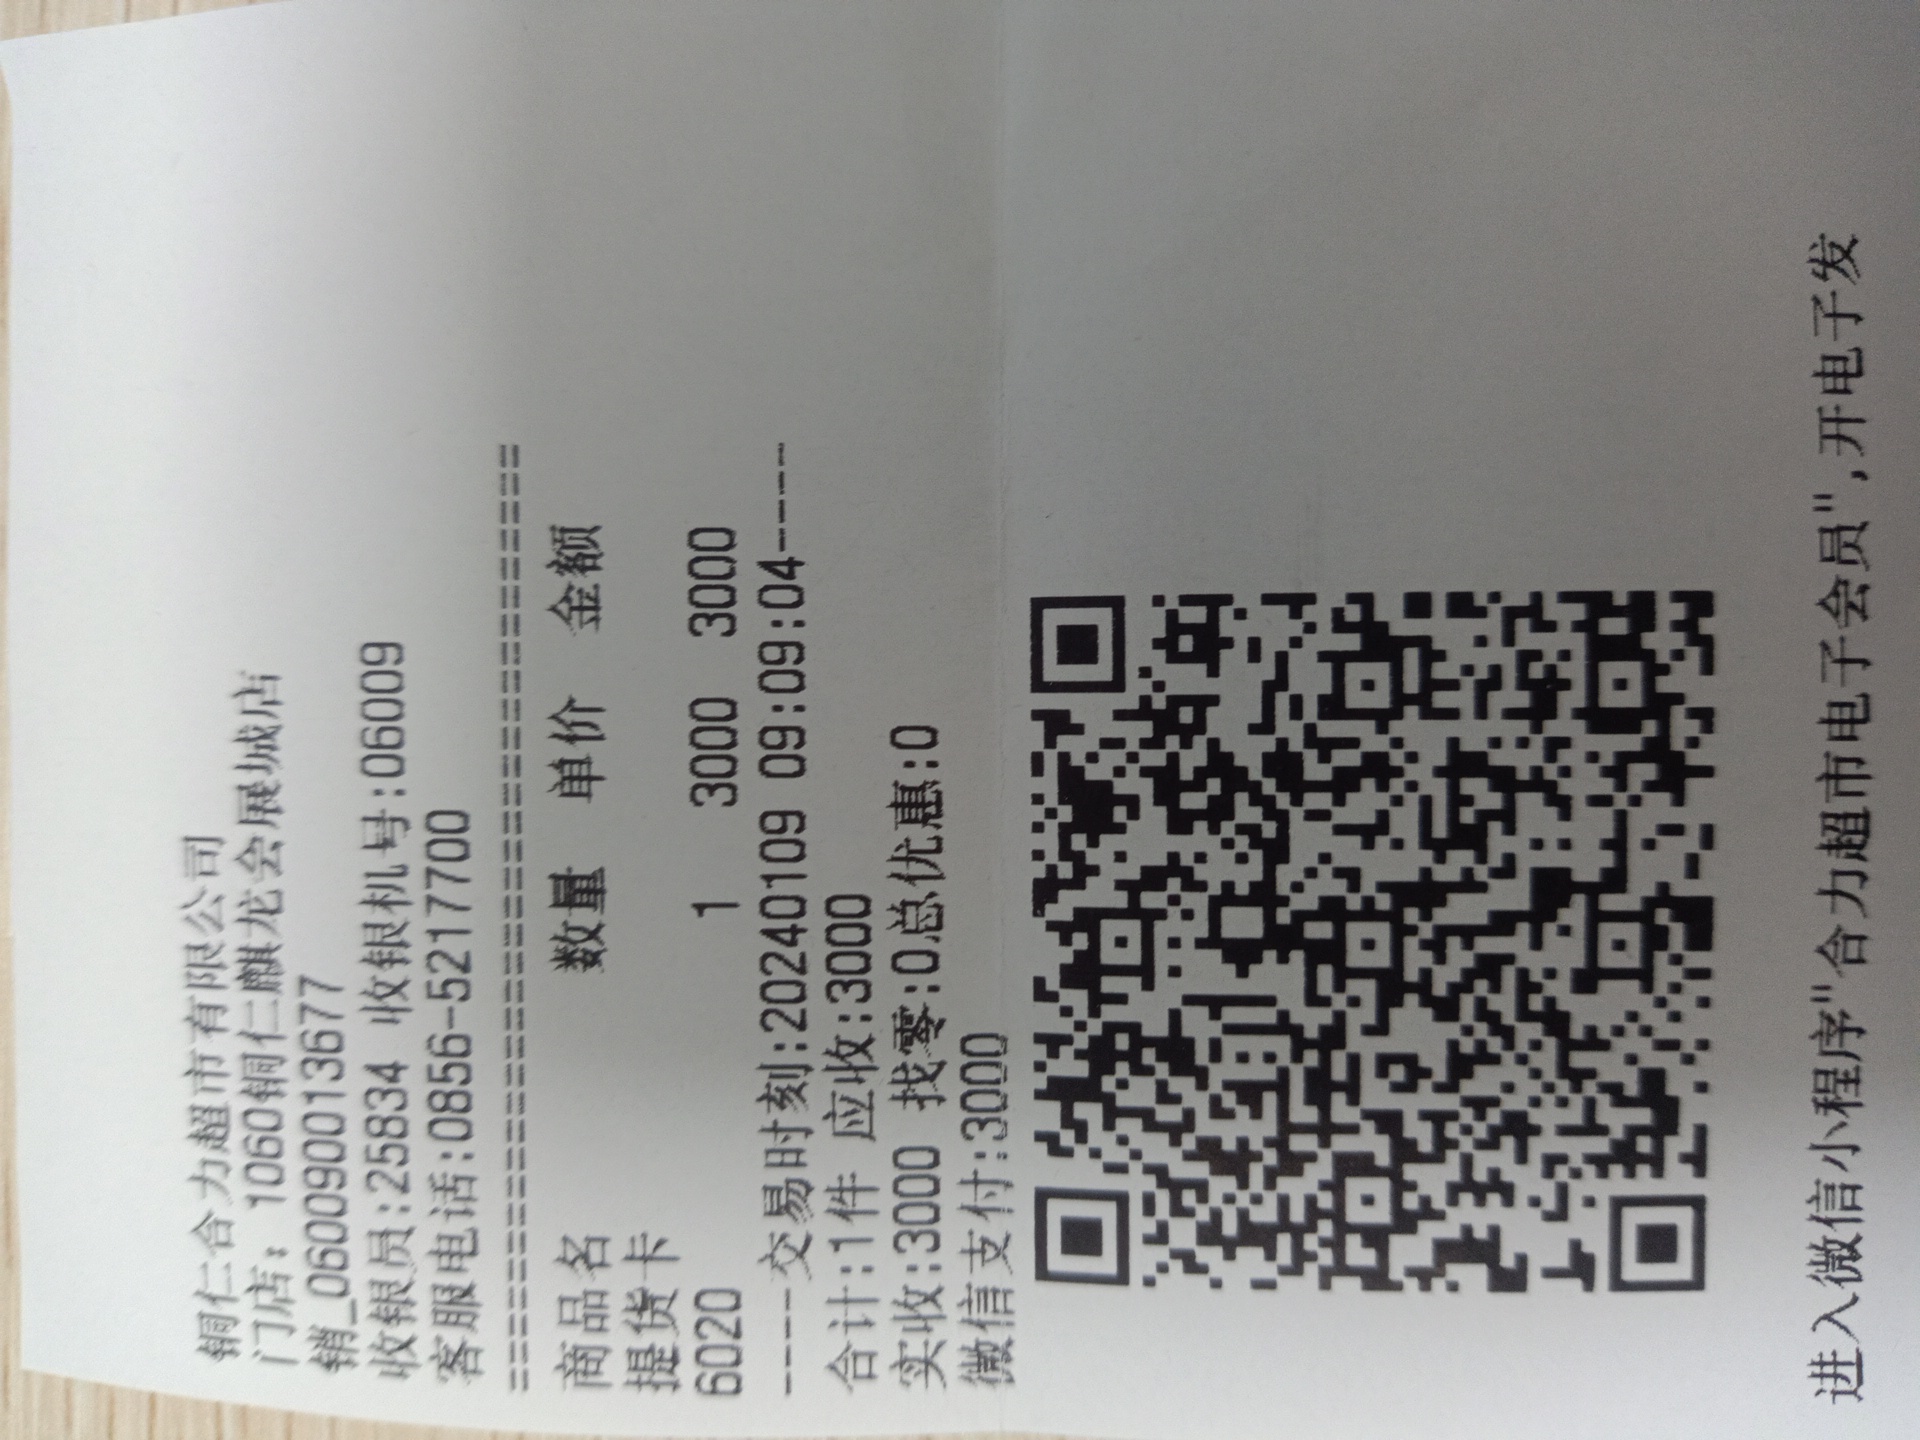 铜仁合力超市有限公司
门店: 1060铜仁麒龙会展城店
销_060090013677
收银员:25834 收银机号:06009
客服电话:0856-5217700
==========================================
商品名 数量 单价 金额
提货卡
6020 1 3000 3000
----交易时刻:20240109 09:09:04-----
合计:1件 应收:3000
实收:3000 找零:0总优惠:0
微信支付:3000
进入微信小程序"合力超市电子会员",开电子发